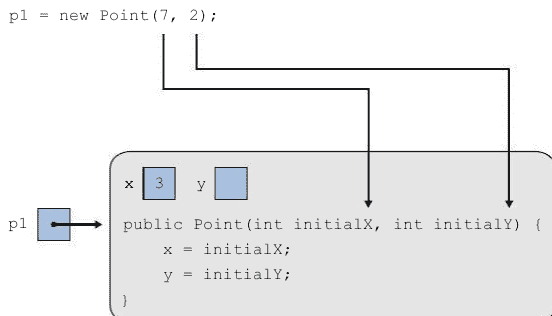 p1 = new Point(7, 2);
x 3 y
p1
public Point(int initialX, int initialY) {
x = initialX;
y = initialY;
}